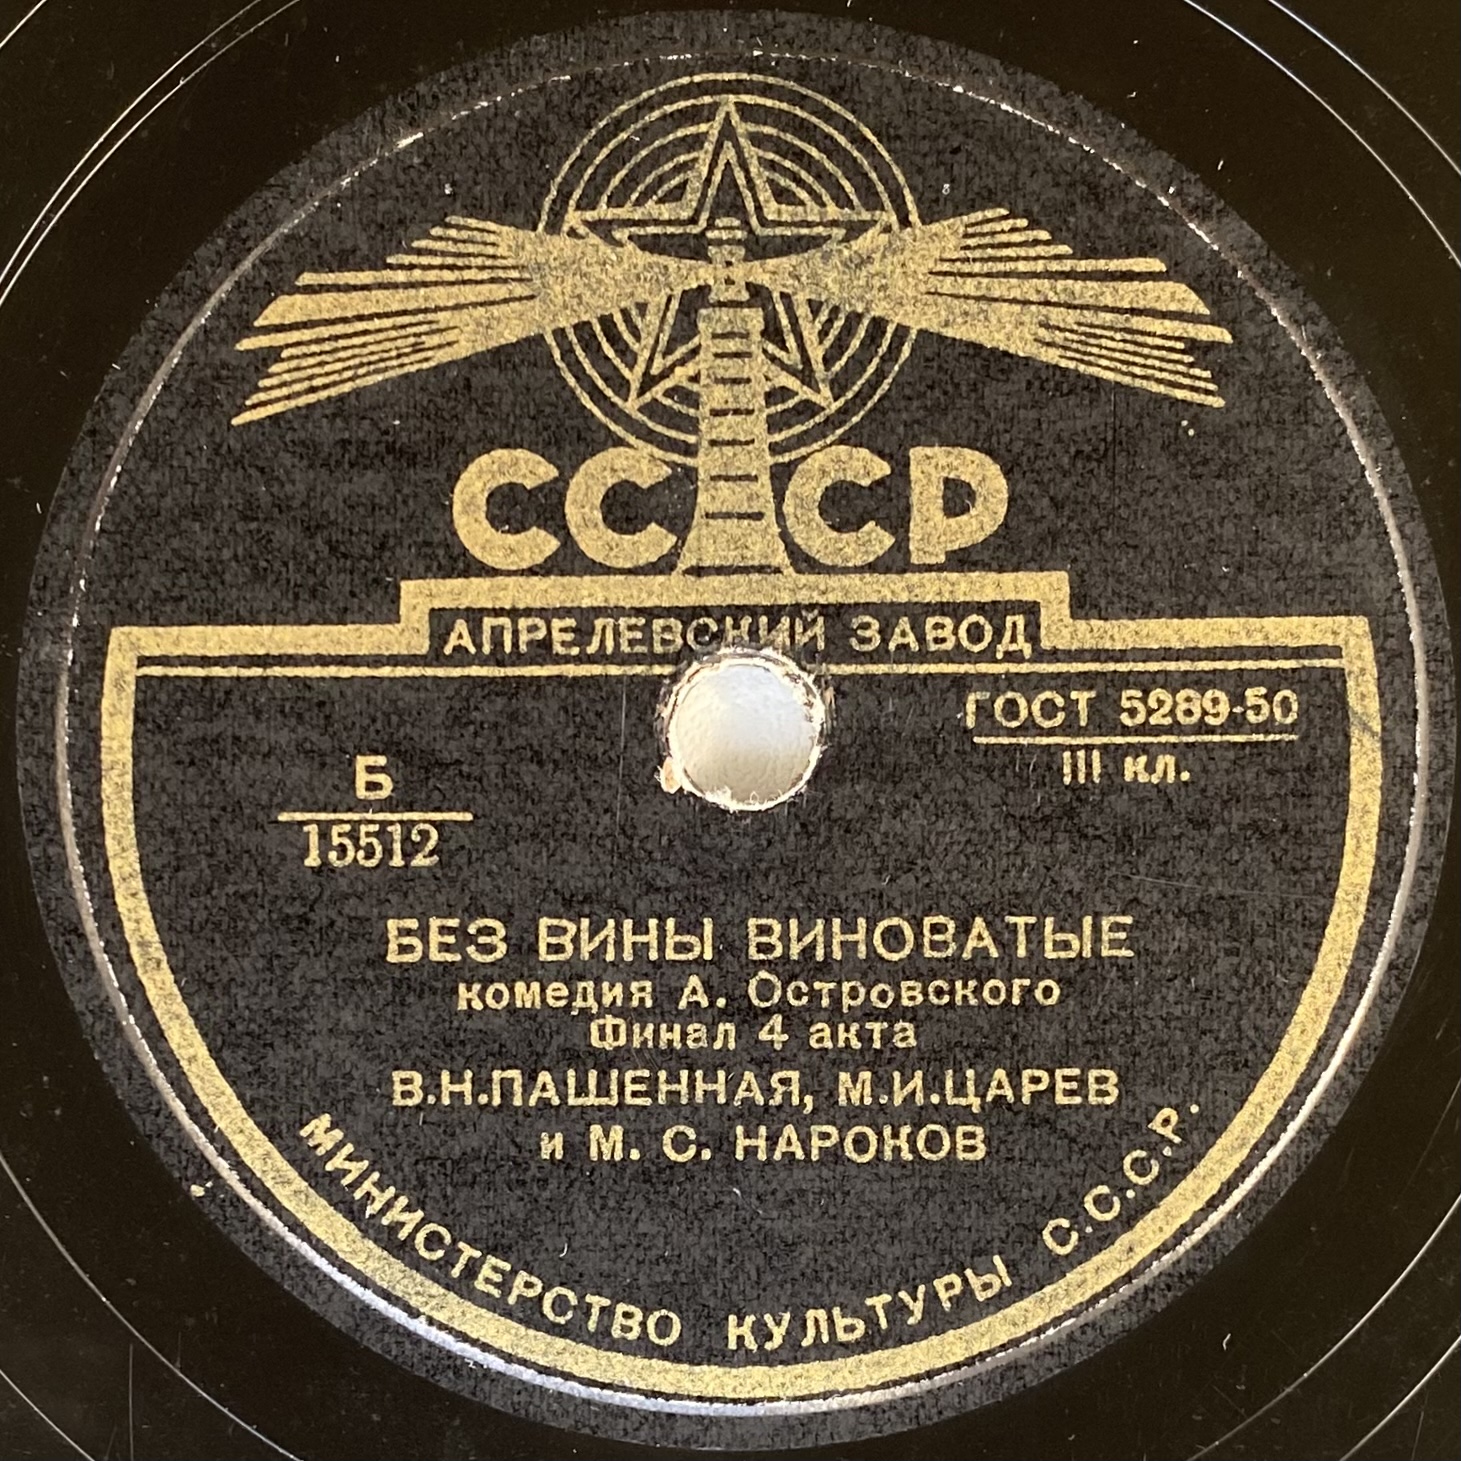 СССР
АПРЕЛЕВСКИЙ ЗАВОД
ГОСТ 5289-50
III кл.
Б
15512
БЕЗ ВИНЫ ВИНОВАТЫЕ
комедия А. Островского
Финал 4 акта
В.Н.ПАШЕННАЯ, М.И.ЦАРЕВ
и М. С. НАРОКОВ
МИНИСТЕРСТВО КУЛЬТУРЫ С.С.С.Р.